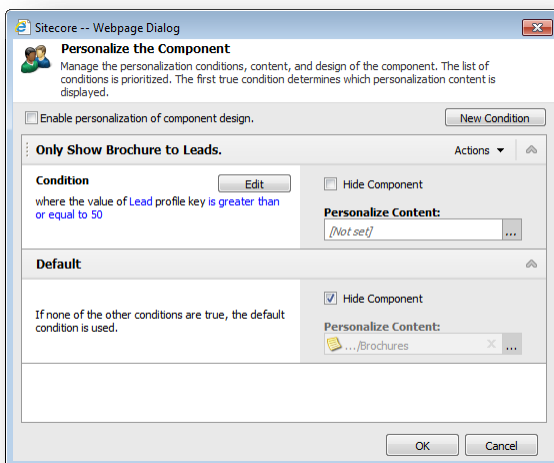 Sitecore -- Webpage Dialog
Personalize the Component
Manage the personalization conditions, content, and design of the component. The list of
conditions is prioritized. The first true condition determines which personalization content is
displayed.
Enable personalization of component design.
New Condition
Only Show Brochure to Leads.
Actions
Condition
Edit
where the value of Lead profile key is greater than
or equal to 50
Hide Component
Personalize Content:
[Not set]
...
Default
If none of the other conditions are true, the default
condition is used.
Hide Component
Personalize Content:
.../Brochures
...
OK
Cancel